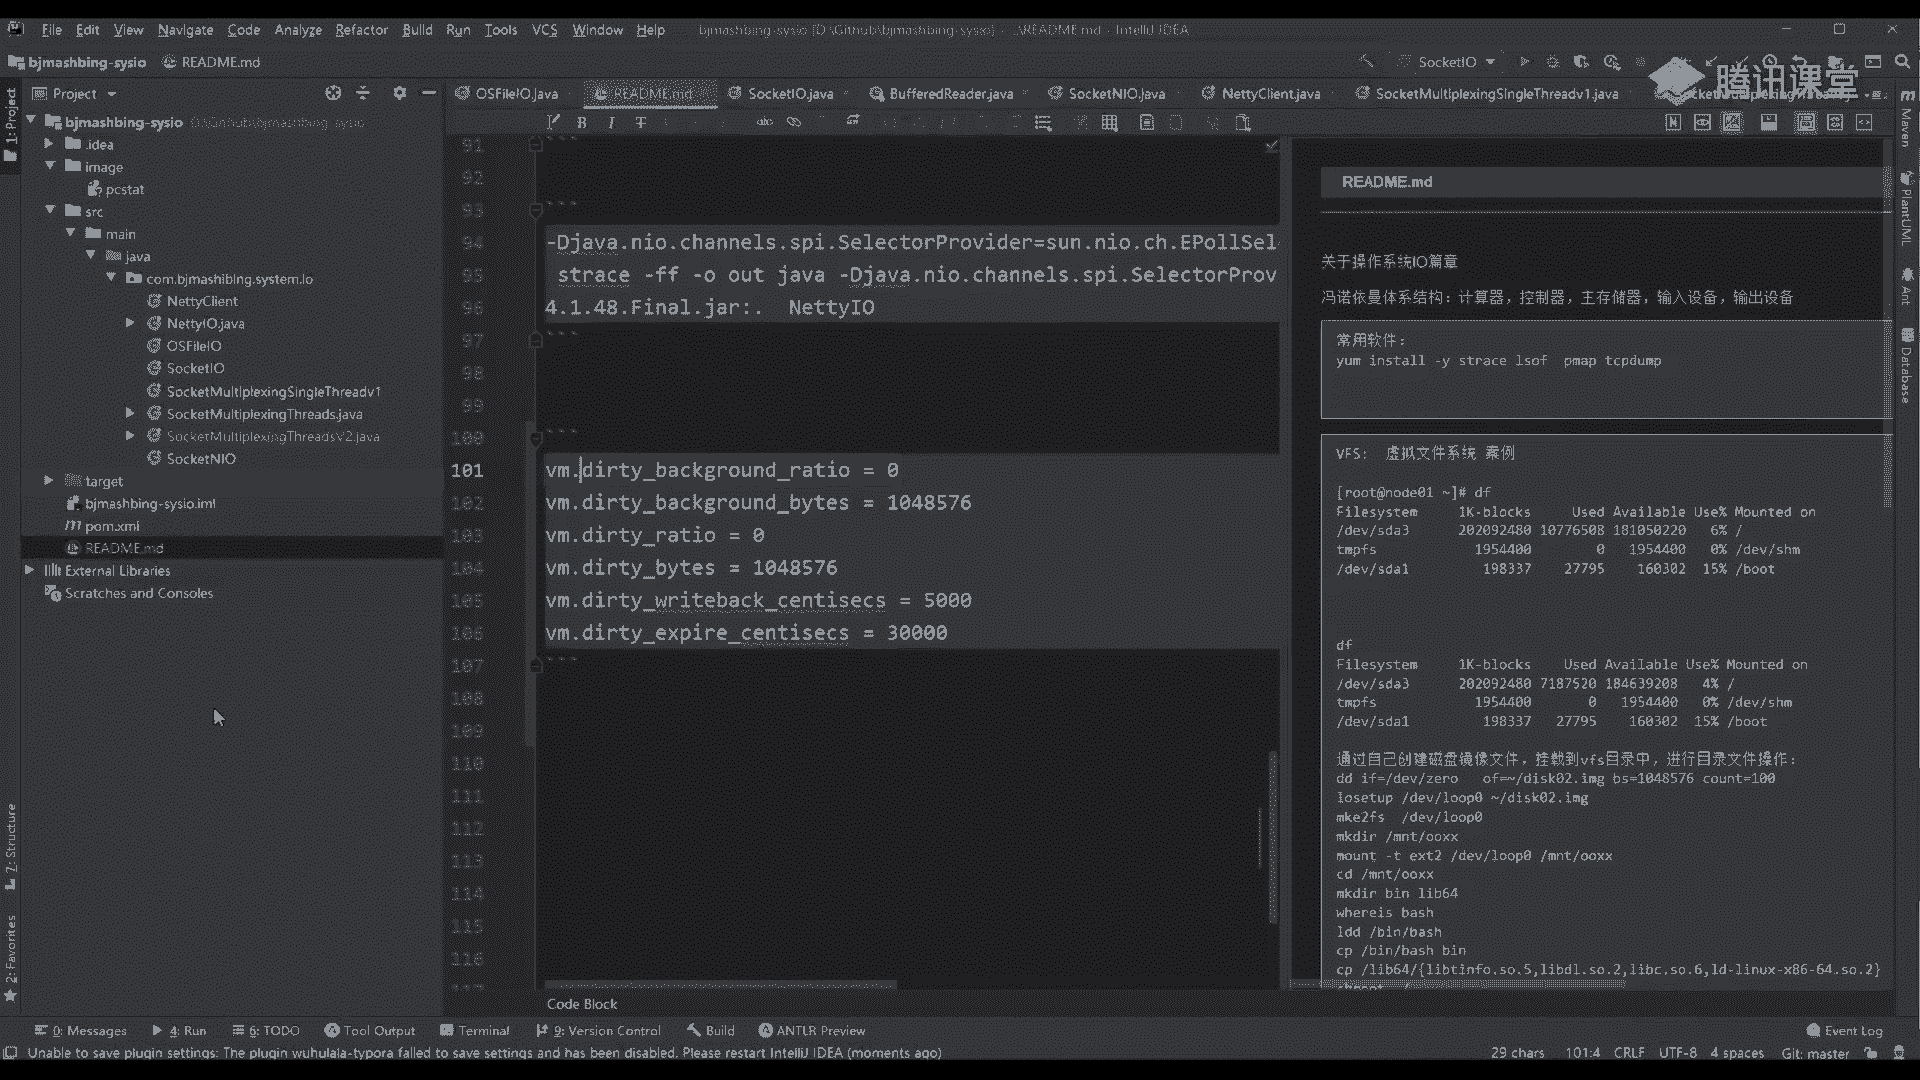 File Edit View Navigate Code Analyze Refactor Build Run Tools VCS Window Help bjmashbing-sysio [D:\Github\bjmashbing-sysio] - ...\README.md - IntelliJ IDEA
bjmashbing-sysio README.md SocketIO
腾讯课堂
Project OSFileIO.java README.md SocketIO.java BufferedReader.java SocketNIO.java NettyClient.java SocketMultiplexingSingleThreadv1.java
1: Project
Maven
PlantUML
Ant
Database
bjmashbing-sysio D:\Github\bjmashbing-sysio
.idea
image
pcstat
src
main
java
com.bjmashibing.system.io
NettyClient
NettyIO.java
OSFileIO
SocketIO
SocketMultiplexingSingleThreadv1
SocketMultiplexingThreads.java
SocketMultiplexingThreadsV2.java
SocketNIO
target
bjmashbing-sysio.iml
pom.xml
README.md
External Libraries
Scratches and Consoles
7: Structure
2: Favorites
91 ```
92
93 ```
94 -Djava.nio.channels.spi.SelectorProvider=sun.nio.ch.EPollSel
95 strace -ff -o out java -Djava.nio.channels.spi.SelectorProv
96 4.1.48.Final.jar:. NettyIO
97 ```
98
99
100 ```
101 vm.dirty_background_ratio = 0
102 vm.dirty_background_bytes = 1048576
103 vm.dirty_ratio = 0
104 vm.dirty_bytes = 1048576
105 vm.dirty_writeback_centisecs = 5000
106 vm.dirty_expire_centisecs = 30000
107 ```
108
109
110
111
112
113
114
115
116
Code Block
README.md
关于操作系统IO篇章
冯诺依曼体系结构：计算器，控制器，主存储器，输入设备，输出设备
常用软件：
yum install -y strace lsof pmap tcpdump
VFS: 虚拟文件系统 案例
[root@node01 ~]# df
Filesystem 1K-blocks Used Available Use% Mounted on
/dev/sda3 202092480 10776508 181050220 6% /
tmpfs 1954400 0 1954400 0% /dev/shm
/dev/sda1 198337 27795 160302 15% /boot
df
Filesystem 1K-blocks Used Available Use% Mounted on
/dev/sda3 202092480 7187520 184639208 4% /
tmpfs 1954400 0 1954400 0% /dev/shm
/dev/sda1 198337 27795 160302 15% /boot
通过自己创建磁盘镜像文件，挂载到vfs目录中，进行目录文件操作：
dd if=/dev/zero of=~/disk02.img bs=1048576 count=100
losetup /dev/loop0 ~/disk02.img
mke2fs /dev/loop0
mkdir /mnt/ooxx
mount -t ext2 /dev/loop0 /mnt/ooxx
cd /mnt/ooxx
mkdir bin lib64
whereis bash
ldd /bin/bash
cp /bin/bash bin
cp /lib64/{libtinfo.so.5,libdl.so.2,libc.so.6,ld-linux-x86-64.so.2}
0: Messages 4: Run 6: TODO Tool Output Terminal 9: Version Control Build ANTLR Preview Event Log
Unable to save plugin settings: The plugin wuhulala-typora failed to save settings and has been disabled. Please restart IntelliJ IDEA (moments ago) 29 chars 101:4 CRLF UTF-8 4 spaces Git: master